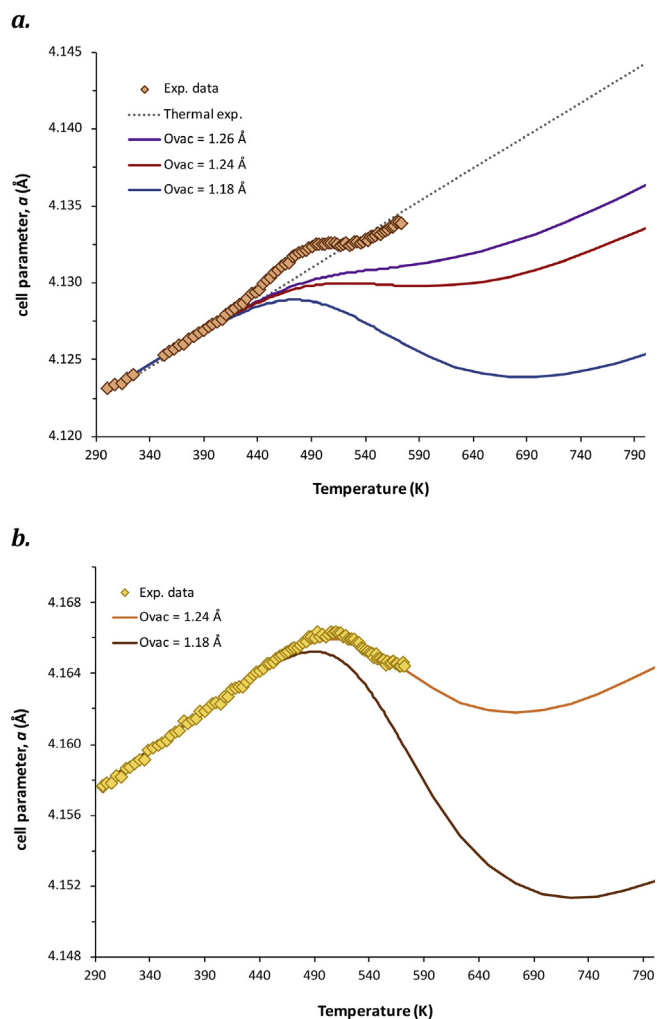 a.
4.145
4.140
4.135
4.130
4.125
4.120
cell parameter, a (Å)
Exp. data
Thermal exp.
Ovac = 1.26 Å
Ovac = 1.24 Å
Ovac = 1.18 Å
290 340 390 440 490 540 590 640 690 740 790
Temperature (K)
b.
4.168
4.164
4.160
4.156
4.152
4.148
cell parameter, a (Å)
Exp. data
Ovac = 1.24 Å
Ovac = 1.18 Å
290 340 390 440 490 540 590 640 690 740 790
Temperature (K)